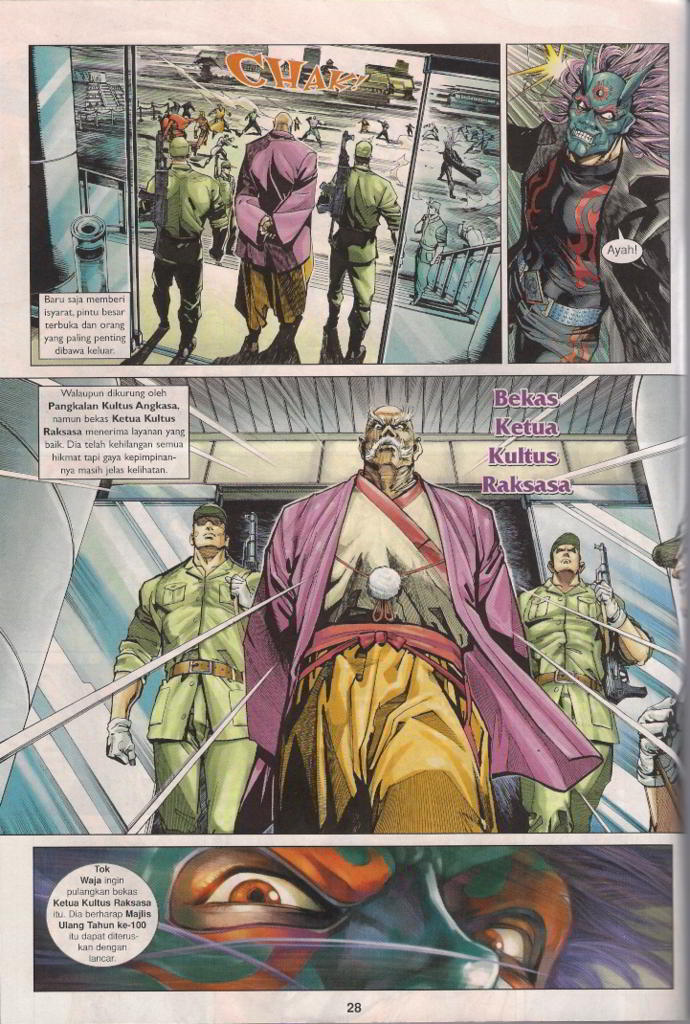 CHAK!
Baru saja memberi
isyarat, pintu besar
terbuka dan orang
yang paling penting
dibawa keluar.
Ayah!
Walaupun dikurung oleh
Pangkalan Kultus Angkasa,
namun bekas Ketua Kultus
Raksasa menerima layanan yang
baik. Dia telah kehilangan semua
hikmat tapi gaya kepimpinan-
nya masih jelas kelihatan.
Bekas
Ketua
Kultus
Raksasa
Tok
Waja ingin
pulangkan bekas
Ketua Kultus Raksasa
itu. Dia berharap Majlis
Ulang Tahun ke-100
itu dapat diterus-
kan dengan
lancar.
28